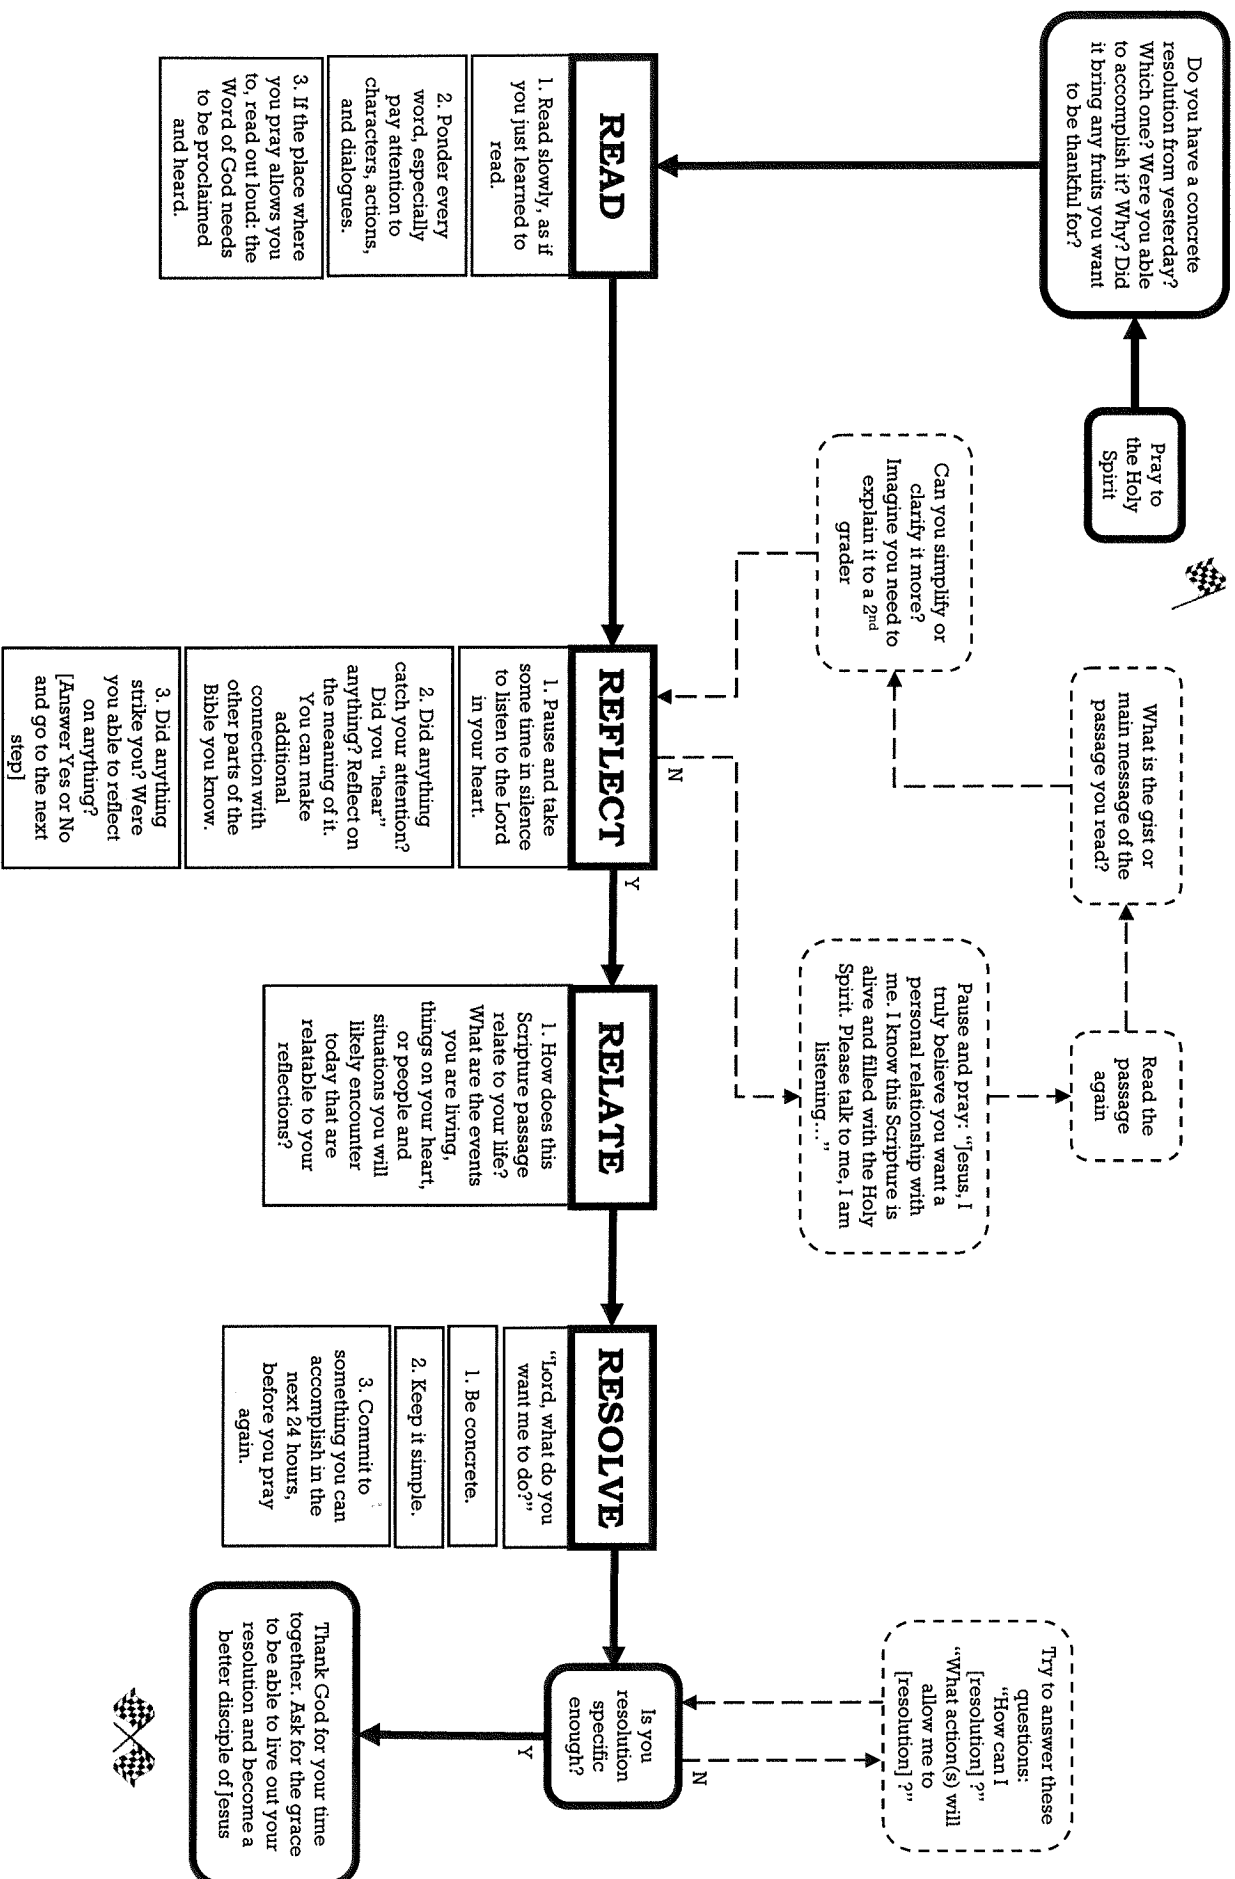 Pray to
the Holy
Spirit
Do you have a concrete
resolution from yesterday?
Which one? Were you able
to accomplish it? Why? Did
it bring any fruits you want
to be thankful for?
READ
1. Read slowly, as if
you just learned to
read.
2. Ponder every
word, especially
pay attention to
characters, actions,
and dialogues.
3. If the place where
you pray allows you
to, read out loud: the
Word of God needs
to be proclaimed
and heard.
REFLECT
1. Pause and take
some time in silence
to listen to the Lord
in your heart.
2. Did anything
catch your attention?
Did you “hear”
anything? Reflect on
the meaning of it.
You can make
additional
connection with
other parts of the
Bible you know.
3. Did anything
strike you? Were
you able to reflect
on anything?
[Answer Yes or No
and go to the next
step]
N
Y
Pause and pray: “Jesus, I
truly believe you want a
personal relationship with
me. I know this Scripture is
alive and filled with the Holy
Spirit. Please talk to me, I am
listening…”
Read the
passage
again
What is the gist or
main message of the
passage you read?
Can you simplify or
clarify it more?
Imagine you need to
explain it to a 2nd
grader
RELATE
1. How does this
Scripture passage
relate to your life?
What are the events
you are living,
things on your heart,
or people and
situations you will
likely encounter
today that are
relatable to your
reflections?
RESOLVE
“Lord, what do you
want me to do?”
1. Be concrete.
2. Keep it simple.
3. Commit to
something you can
accomplish in the
next 24 hours,
before you pray
again.
Is you
resolution
specific
enough?
N
Y
Try to answer these
questions:
“How can I
[resolution] ?”
“What action(s) will
allow me to
[resolution] ?”
Thank God for your time
together. Ask for the grace
to be able to live out your
resolution and become a
better disciple of Jesus